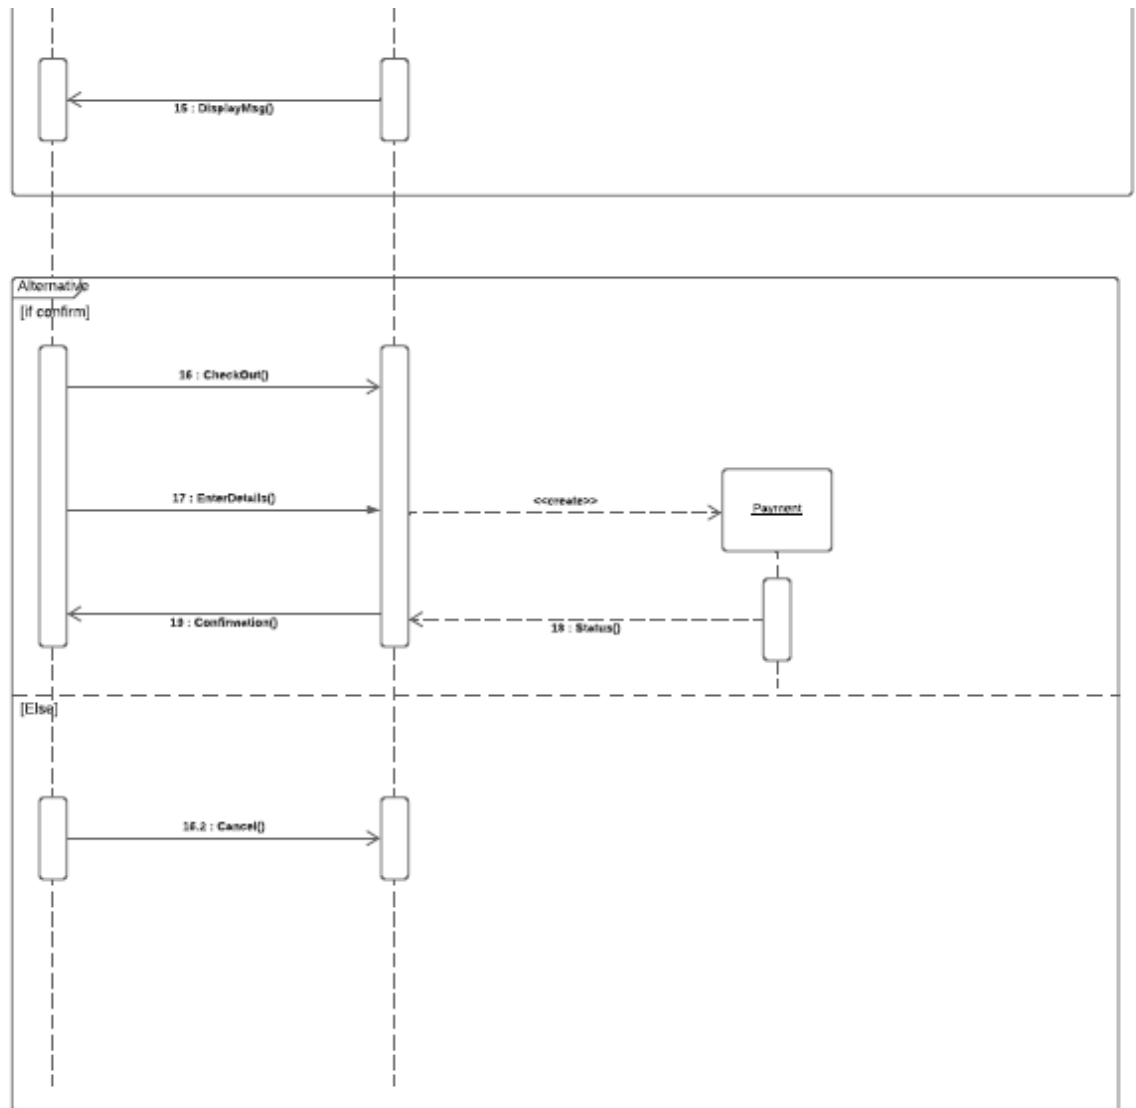 15 : DisplayMsg()
Alternative
[if confirm]
16 : CheckOut()
17 : EnterDetails()
<<create>>
Payment
19 : Confirmation()
18 : Status()
[Else]
16.2 : Cancel()